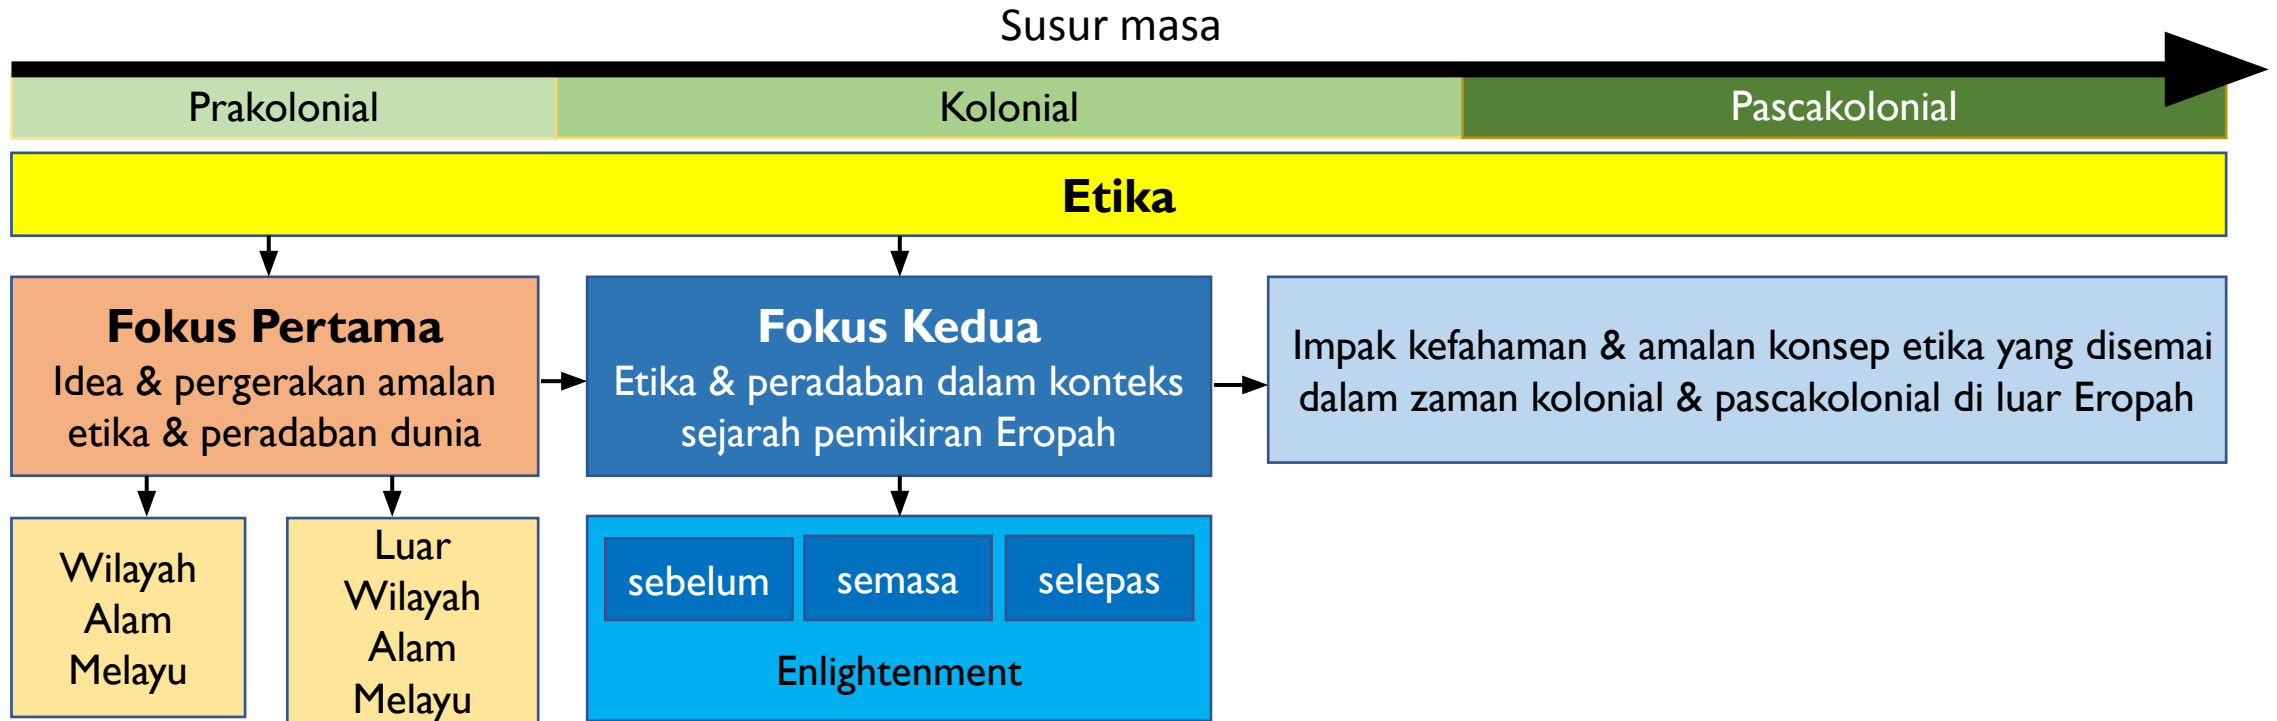 Susur masa
Prakolonial
Kolonial
Pascakolonial
Etika
Fokus Pertama
Idea & pergerakan amalan
etika & peradaban dunia
Fokus Kedua
Etika & peradaban dalam konteks
sejarah pemikiran Eropah
Impak kefahaman & amalan konsep etika yang disemai
dalam zaman kolonial & pascakolonial di luar Eropah
Wilayah
Alam
Melayu
Luar
Wilayah
Alam
Melayu
sebelum
semasa
selepas
Enlightenment